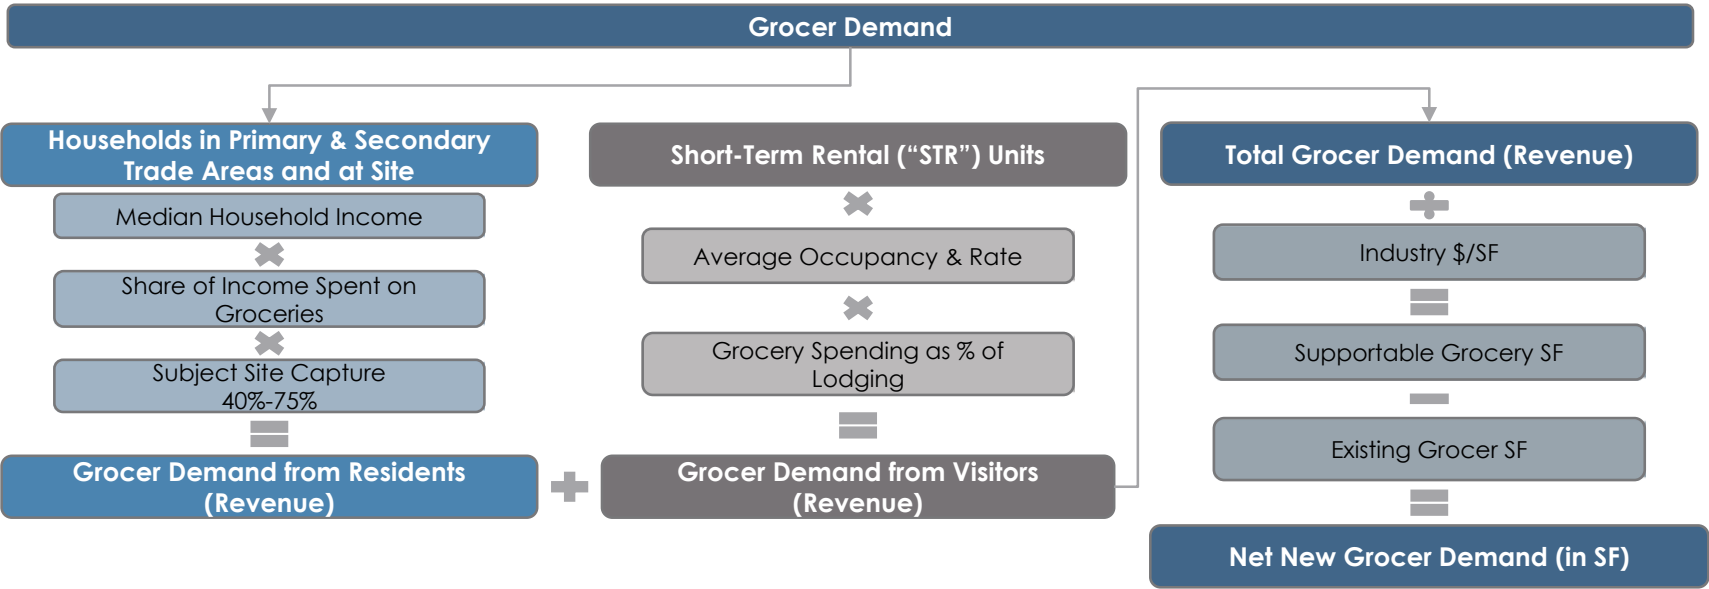 Grocer Demand
Households in Primary & Secondary
Trade Areas and at Site
Median Household Income
Share of Income Spent on
Groceries
Subject Site Capture
40%-75%
Grocer Demand from Residents
(Revenue)
Short-Term Rental (“STR”) Units
Average Occupancy & Rate
Grocery Spending as % of
Lodging
Grocer Demand from Visitors
(Revenue)
Total Grocer Demand (Revenue)
Industry $/SF
Supportable Grocery SF
Existing Grocer SF
Net New Grocer Demand (in SF)